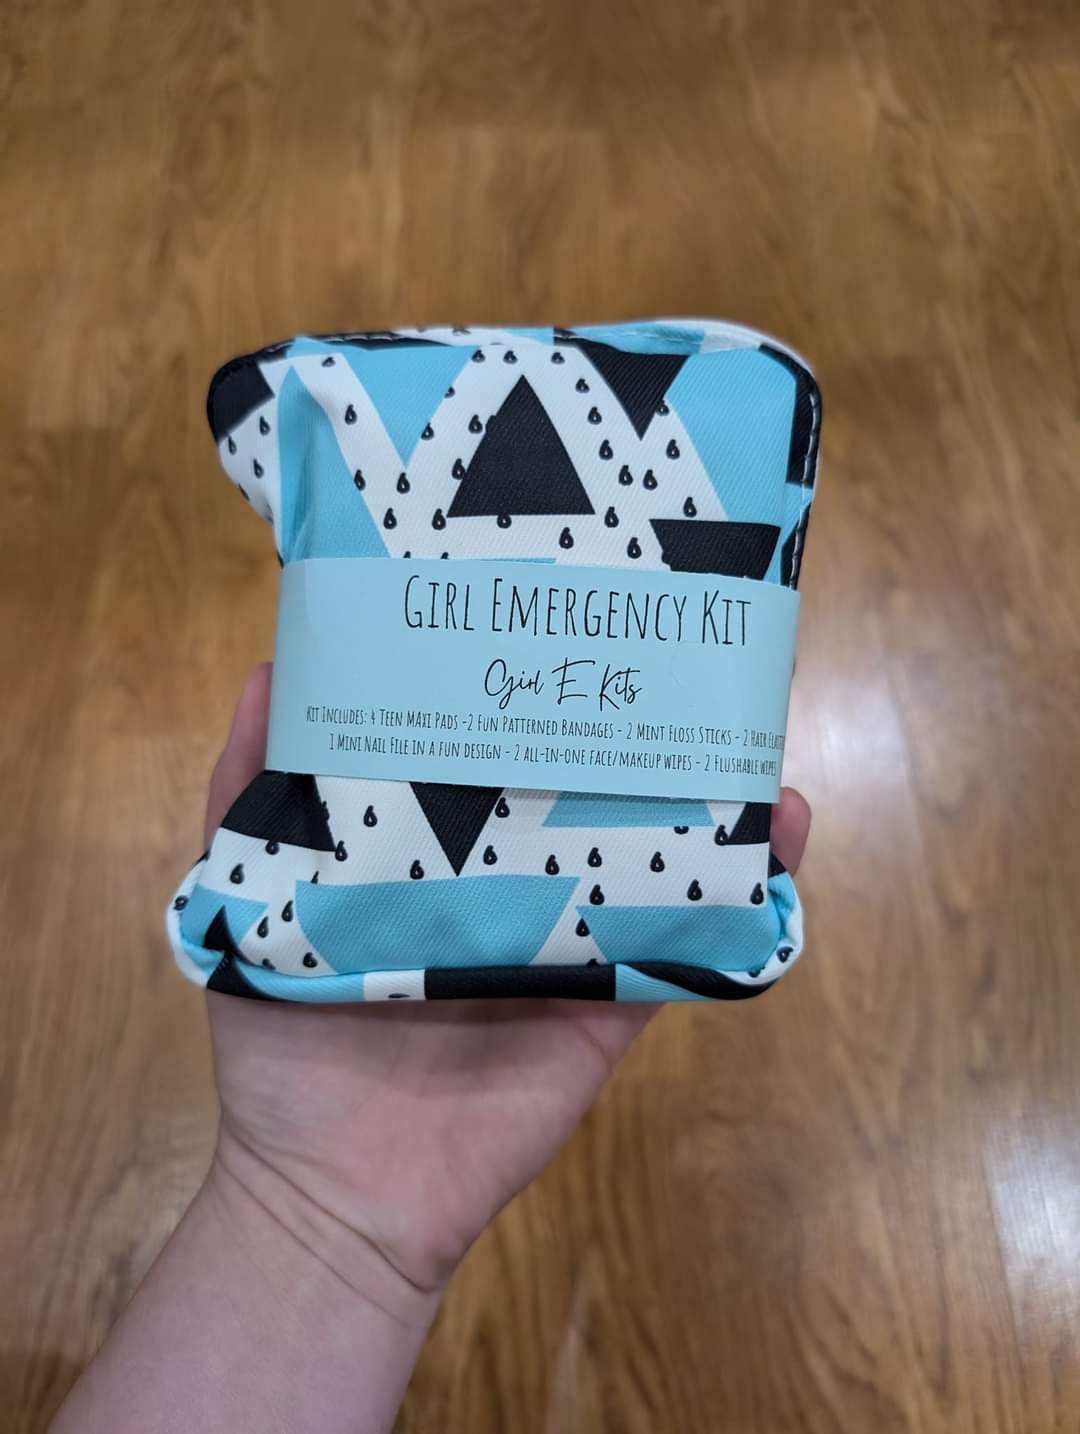 Girl Emergency Kit
Girl E Kits
Kit Includes: 4 Teen Maxi Pads -2 Fun Patterned Bandages - 2 Mint Floss Sticks - 2 Hair
1 Mini Nail File in a fun design - 2 all-in-one face/makeup wipes - 2 Flushable wipes